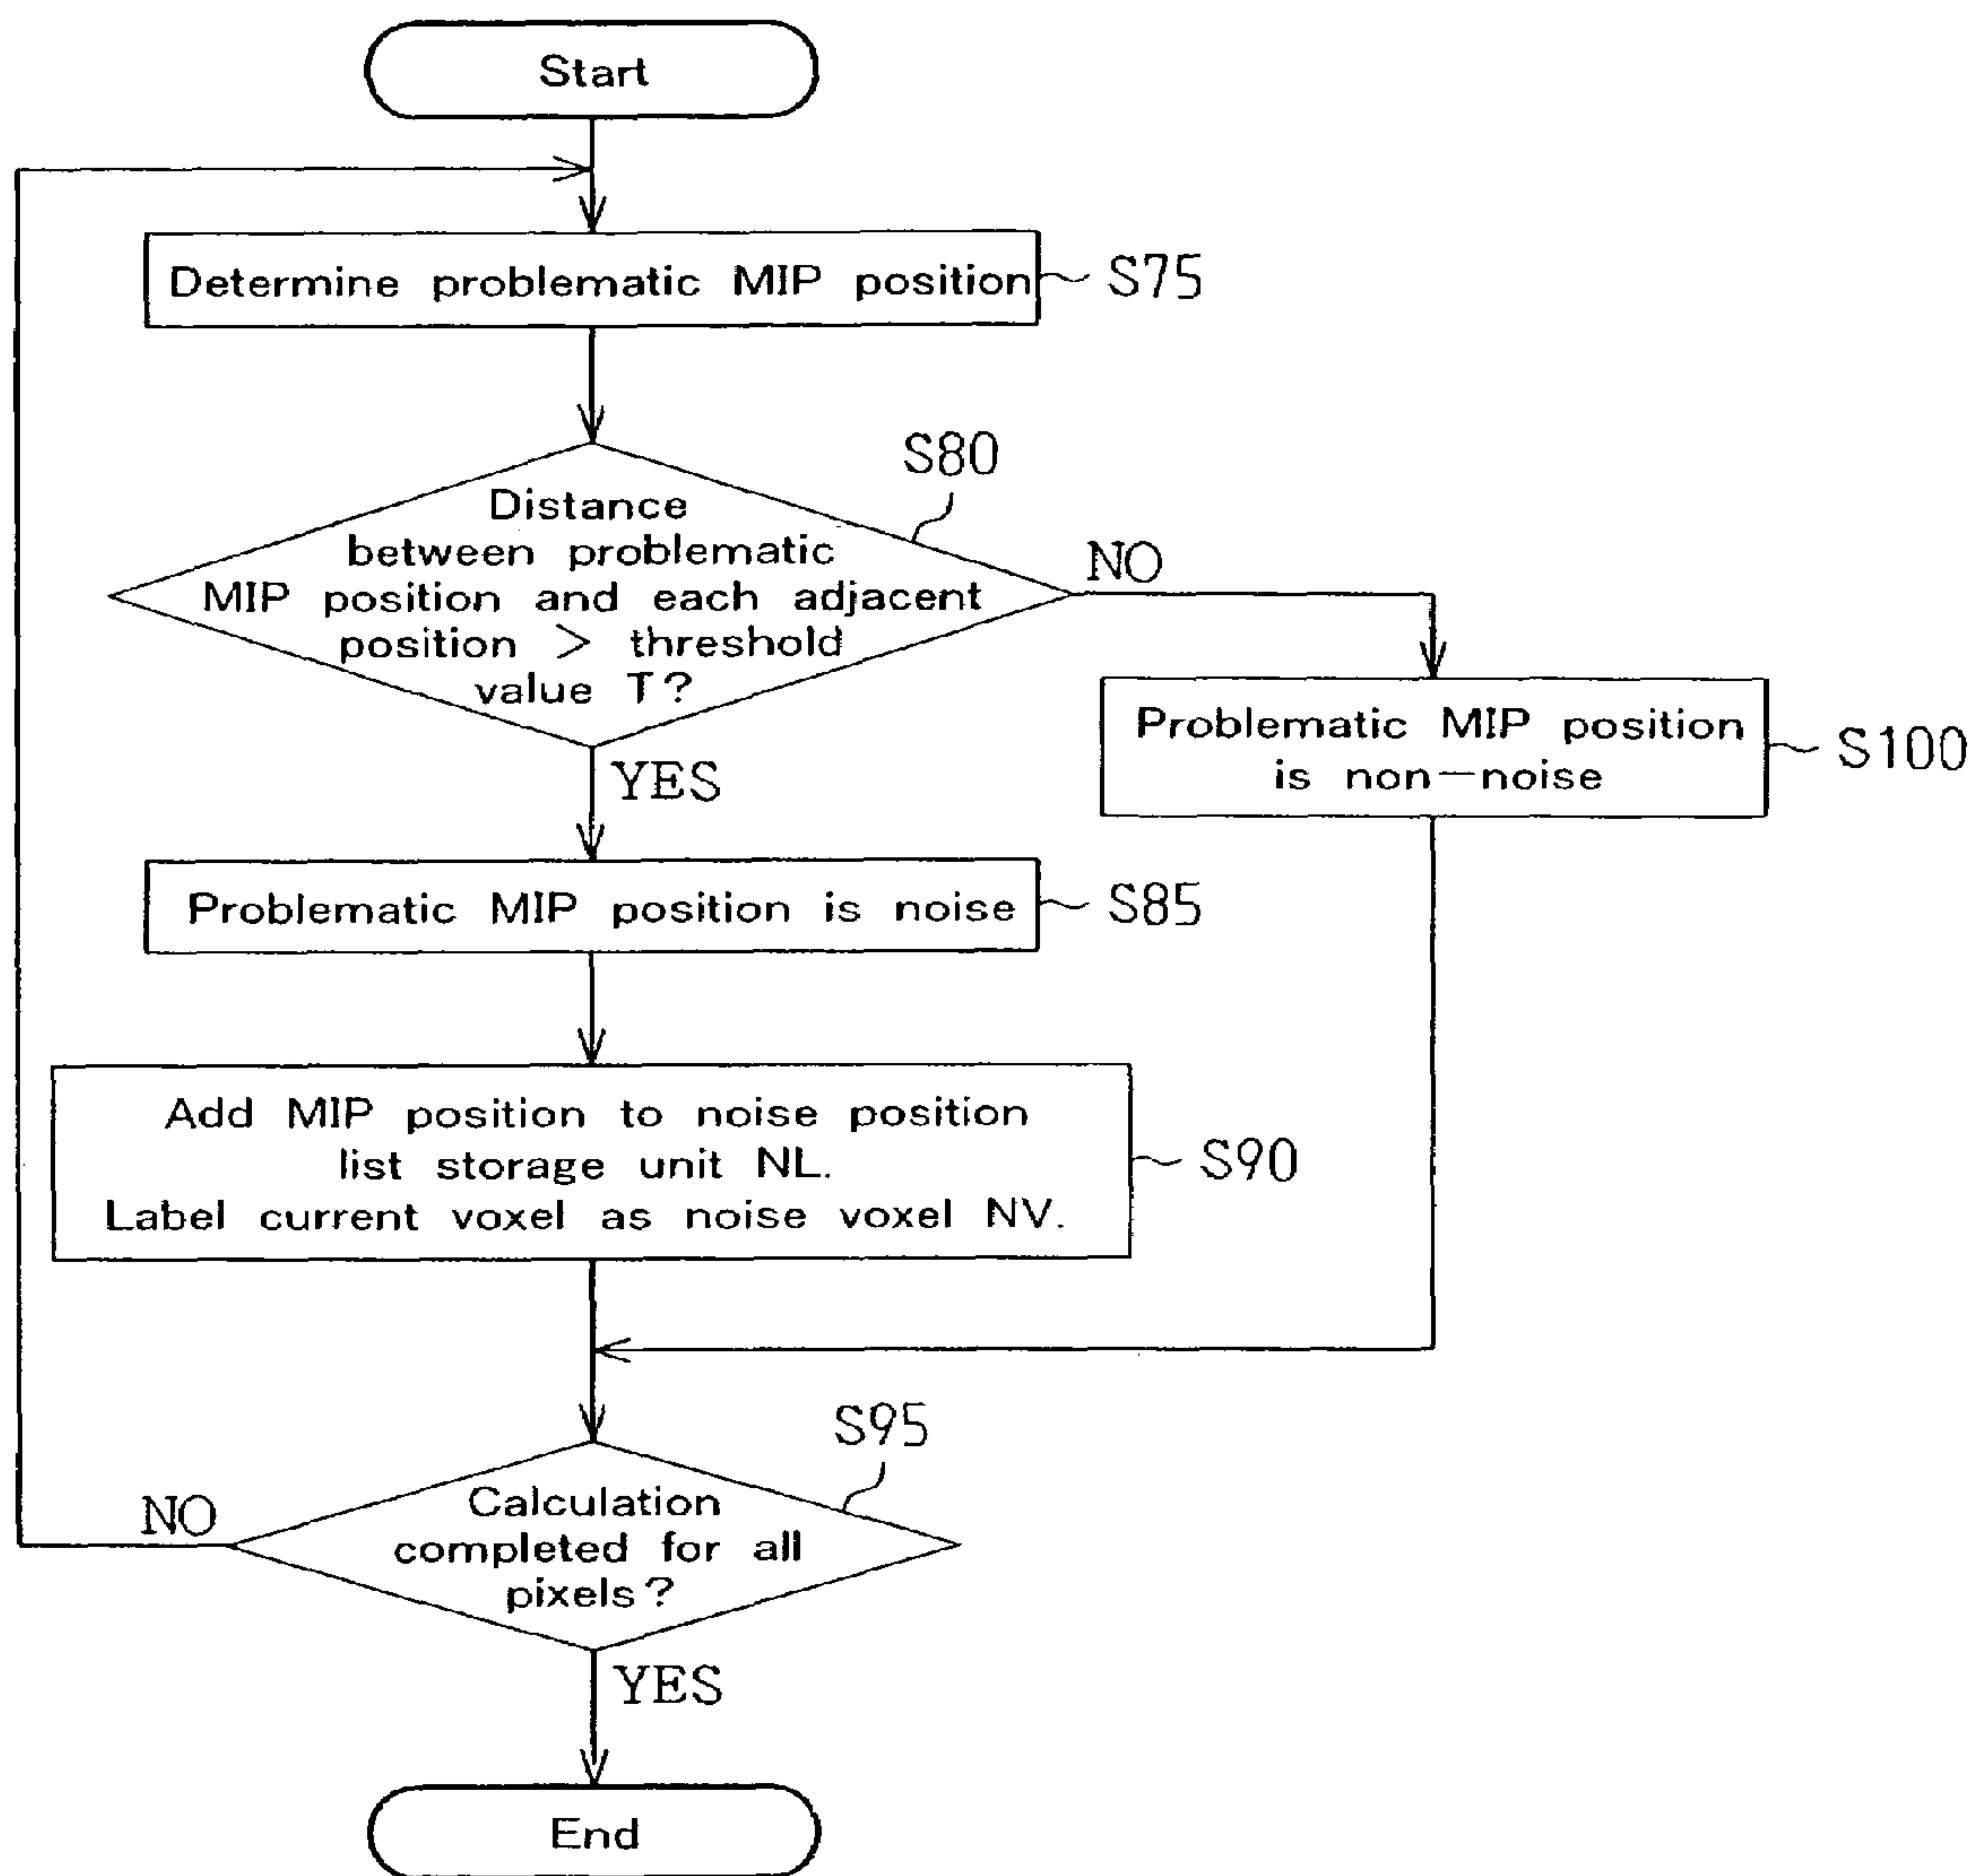 Start
Determine problematic MIP position
S75
S80
Distance
between problematic
MIP position and each adjacent
position > threshold
value T?
NO
Problematic MIP position
is non-noise
S100
YES
Problematic MIP position is noise
S85
Add MIP position to noise position
list storage unit NL.
Label current voxel as noise voxel NV.
S90
S95
Calculation
completed for all
pixels?
NO
YES
End